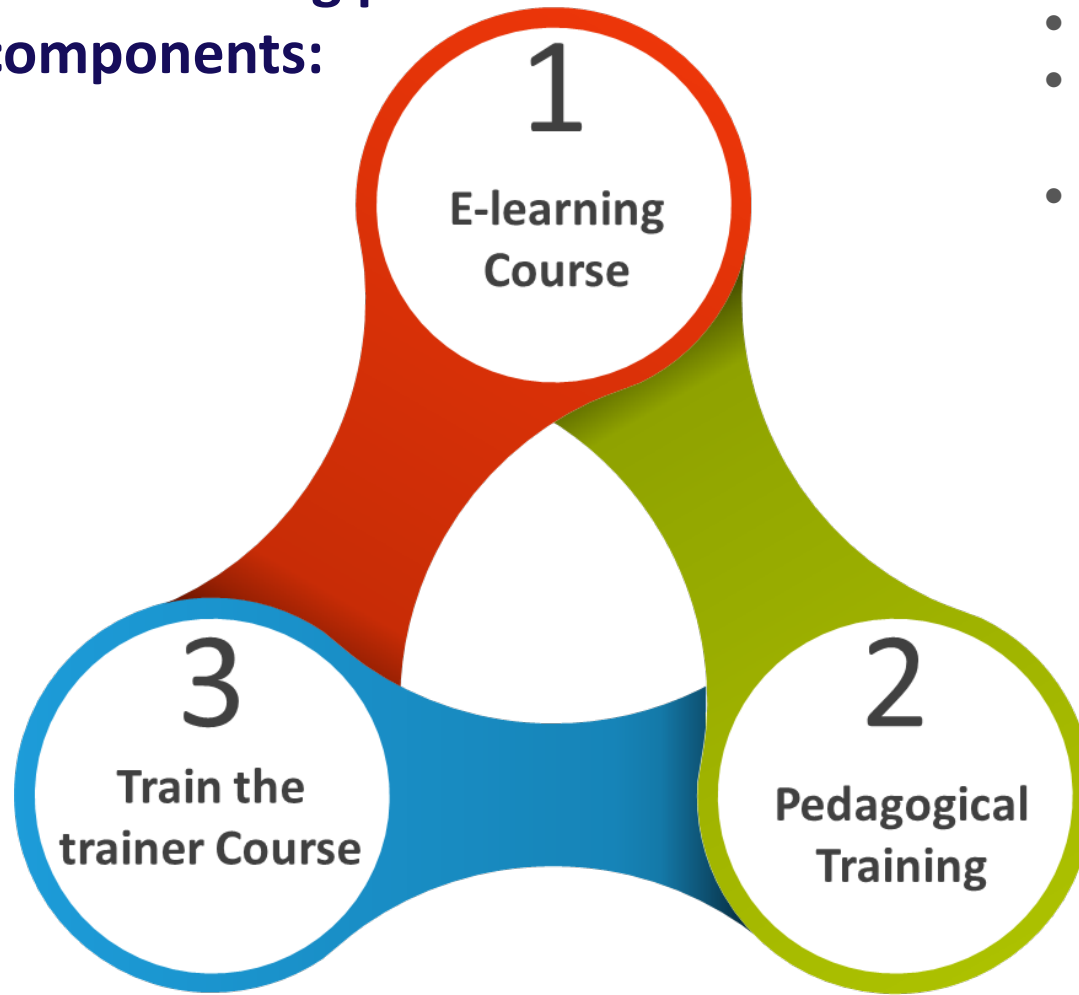 components:
1
E-learning
Course
2
Pedagogical
Training
3
Train the
trainer Course